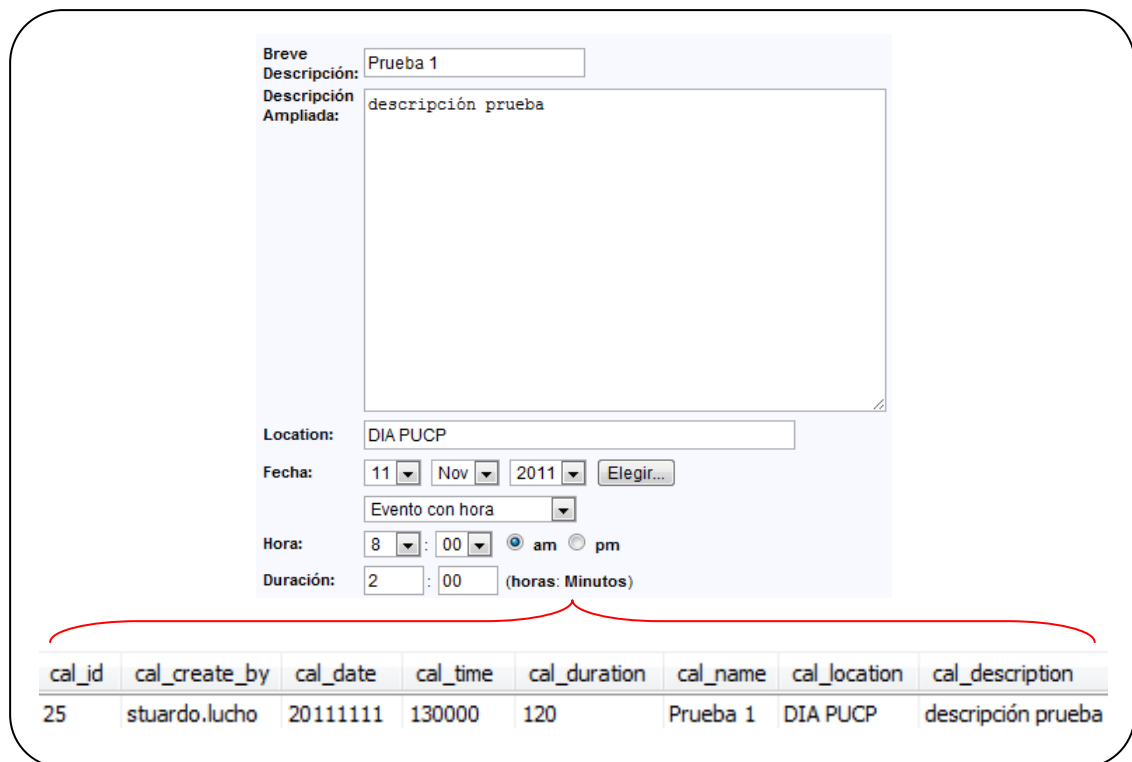 Breve
Descripción: Prueba 1
Descripción
Ampliada: descripción prueba
Location: DIA PUCP
Fecha: 11 Nov 2011 Elegir...
Evento con hora
Hora: 8 : 00 am pm
Duración: 2 : 00 (horas: Minutos)
cal_id cal_create_by cal_date cal_time cal_duration cal_name cal_location cal_description
25 stuardo.lucho 20111111 130000 120 Prueba 1 DIA PUCP descripción prueba